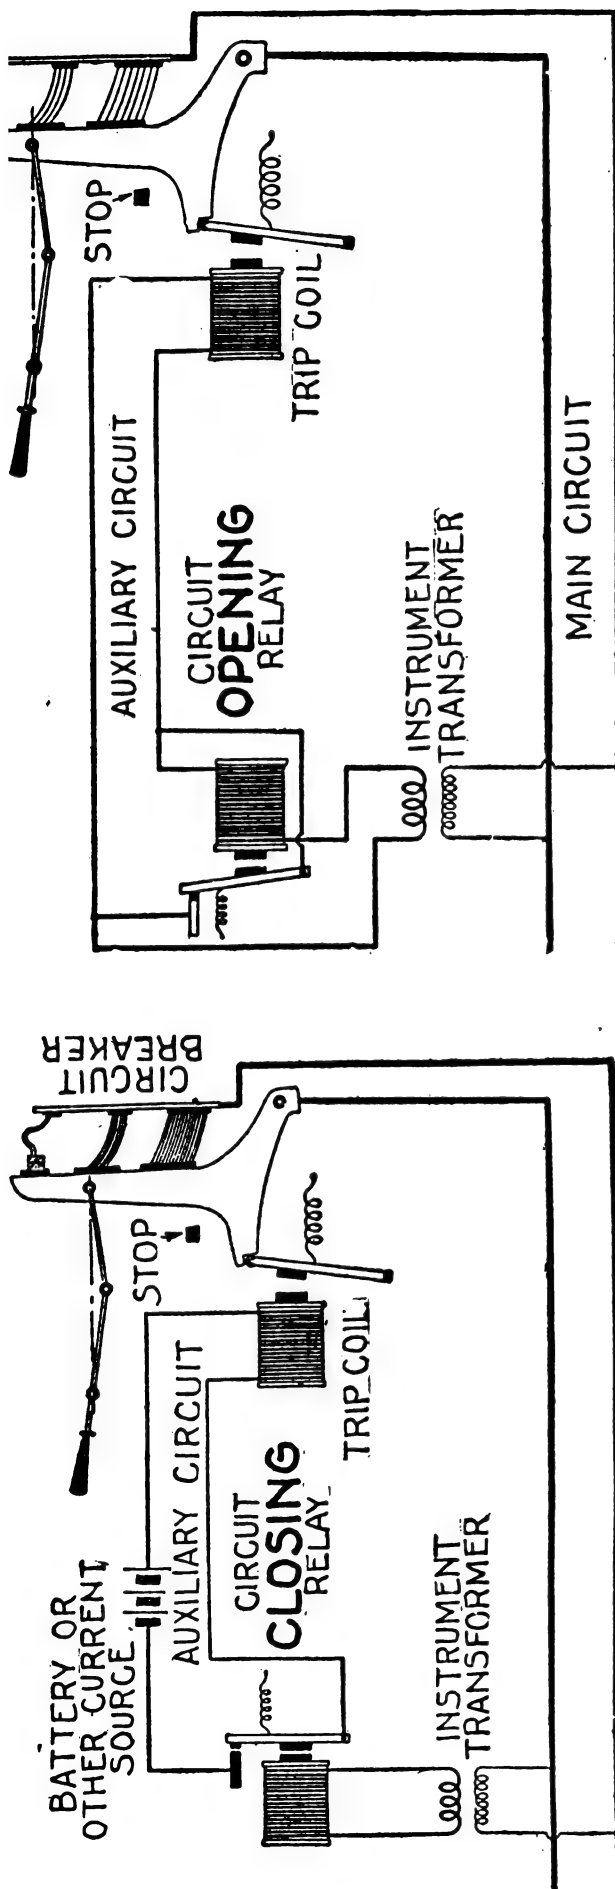 BATTERY OR
OTHER CURRENT
SOURCE
AUXILIARY CIRCUIT
STOP
CIRCUIT
BREAKER
CIRCUIT
CLOSING
RELAY
TRIP COIL
INSTRUMENT
TRANSFORMER
AUXILIARY CIRCUIT
STOP
CIRCUIT
OPENING
RELAY
TRIP COIL
INSTRUMENT
TRANSFORMER
MAIN CIRCUIT